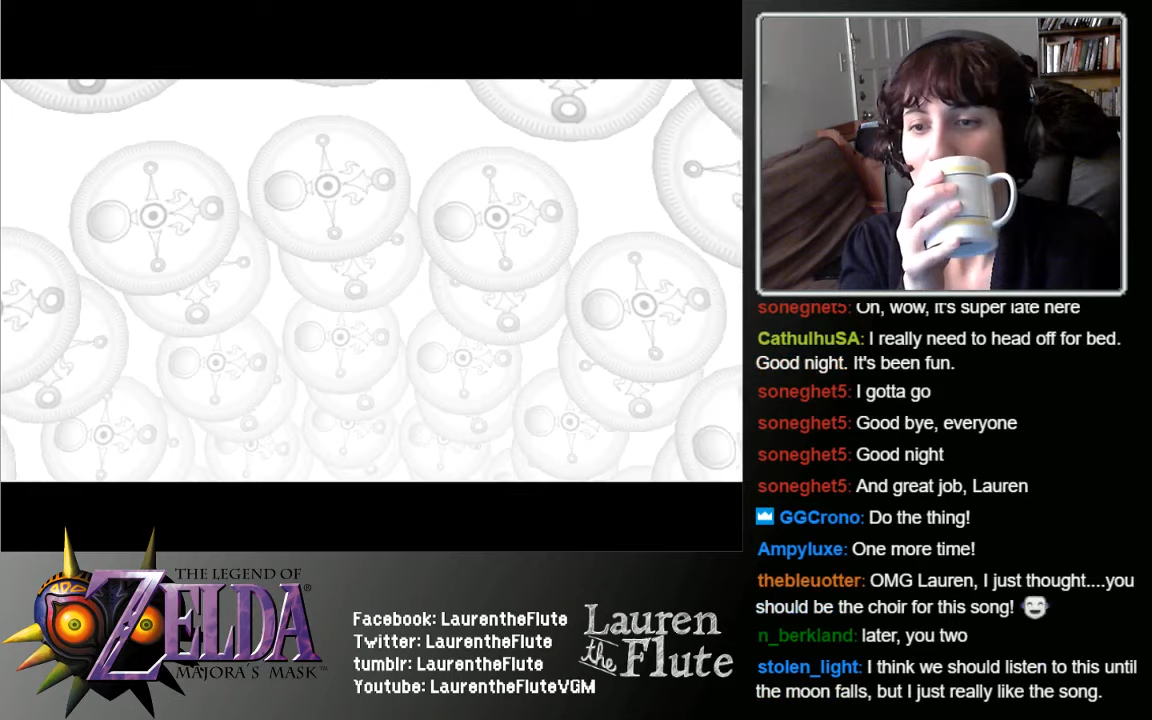 soneghet5: Oh, wow, it's super late here
CathulhuSA: I really need to head off for bed.
Good night. It's been fun.
soneghet5: I gotta go
soneghet5: Good bye, everyone
soneghet5: Good night
soneghet5: And great job, Lauren
GGCrono: Do the thing!
Ampyluxe: One more time!
thebleuotter: OMG Lauren, I just thought....you
should be the choir for this song!
n_berkland: later, you two
stolen_light: I think we should listen to this until
the moon falls, but I just really like the song.
THE LEGEND OF
ZELDA®
MAJORA'S MASK™
Facebook: LaurentheFlute
Twitter: LaurentheFlute
tumblr: LaurentheFlute
Youtube: LaurentheFluteVGM
Lauren
the Flute